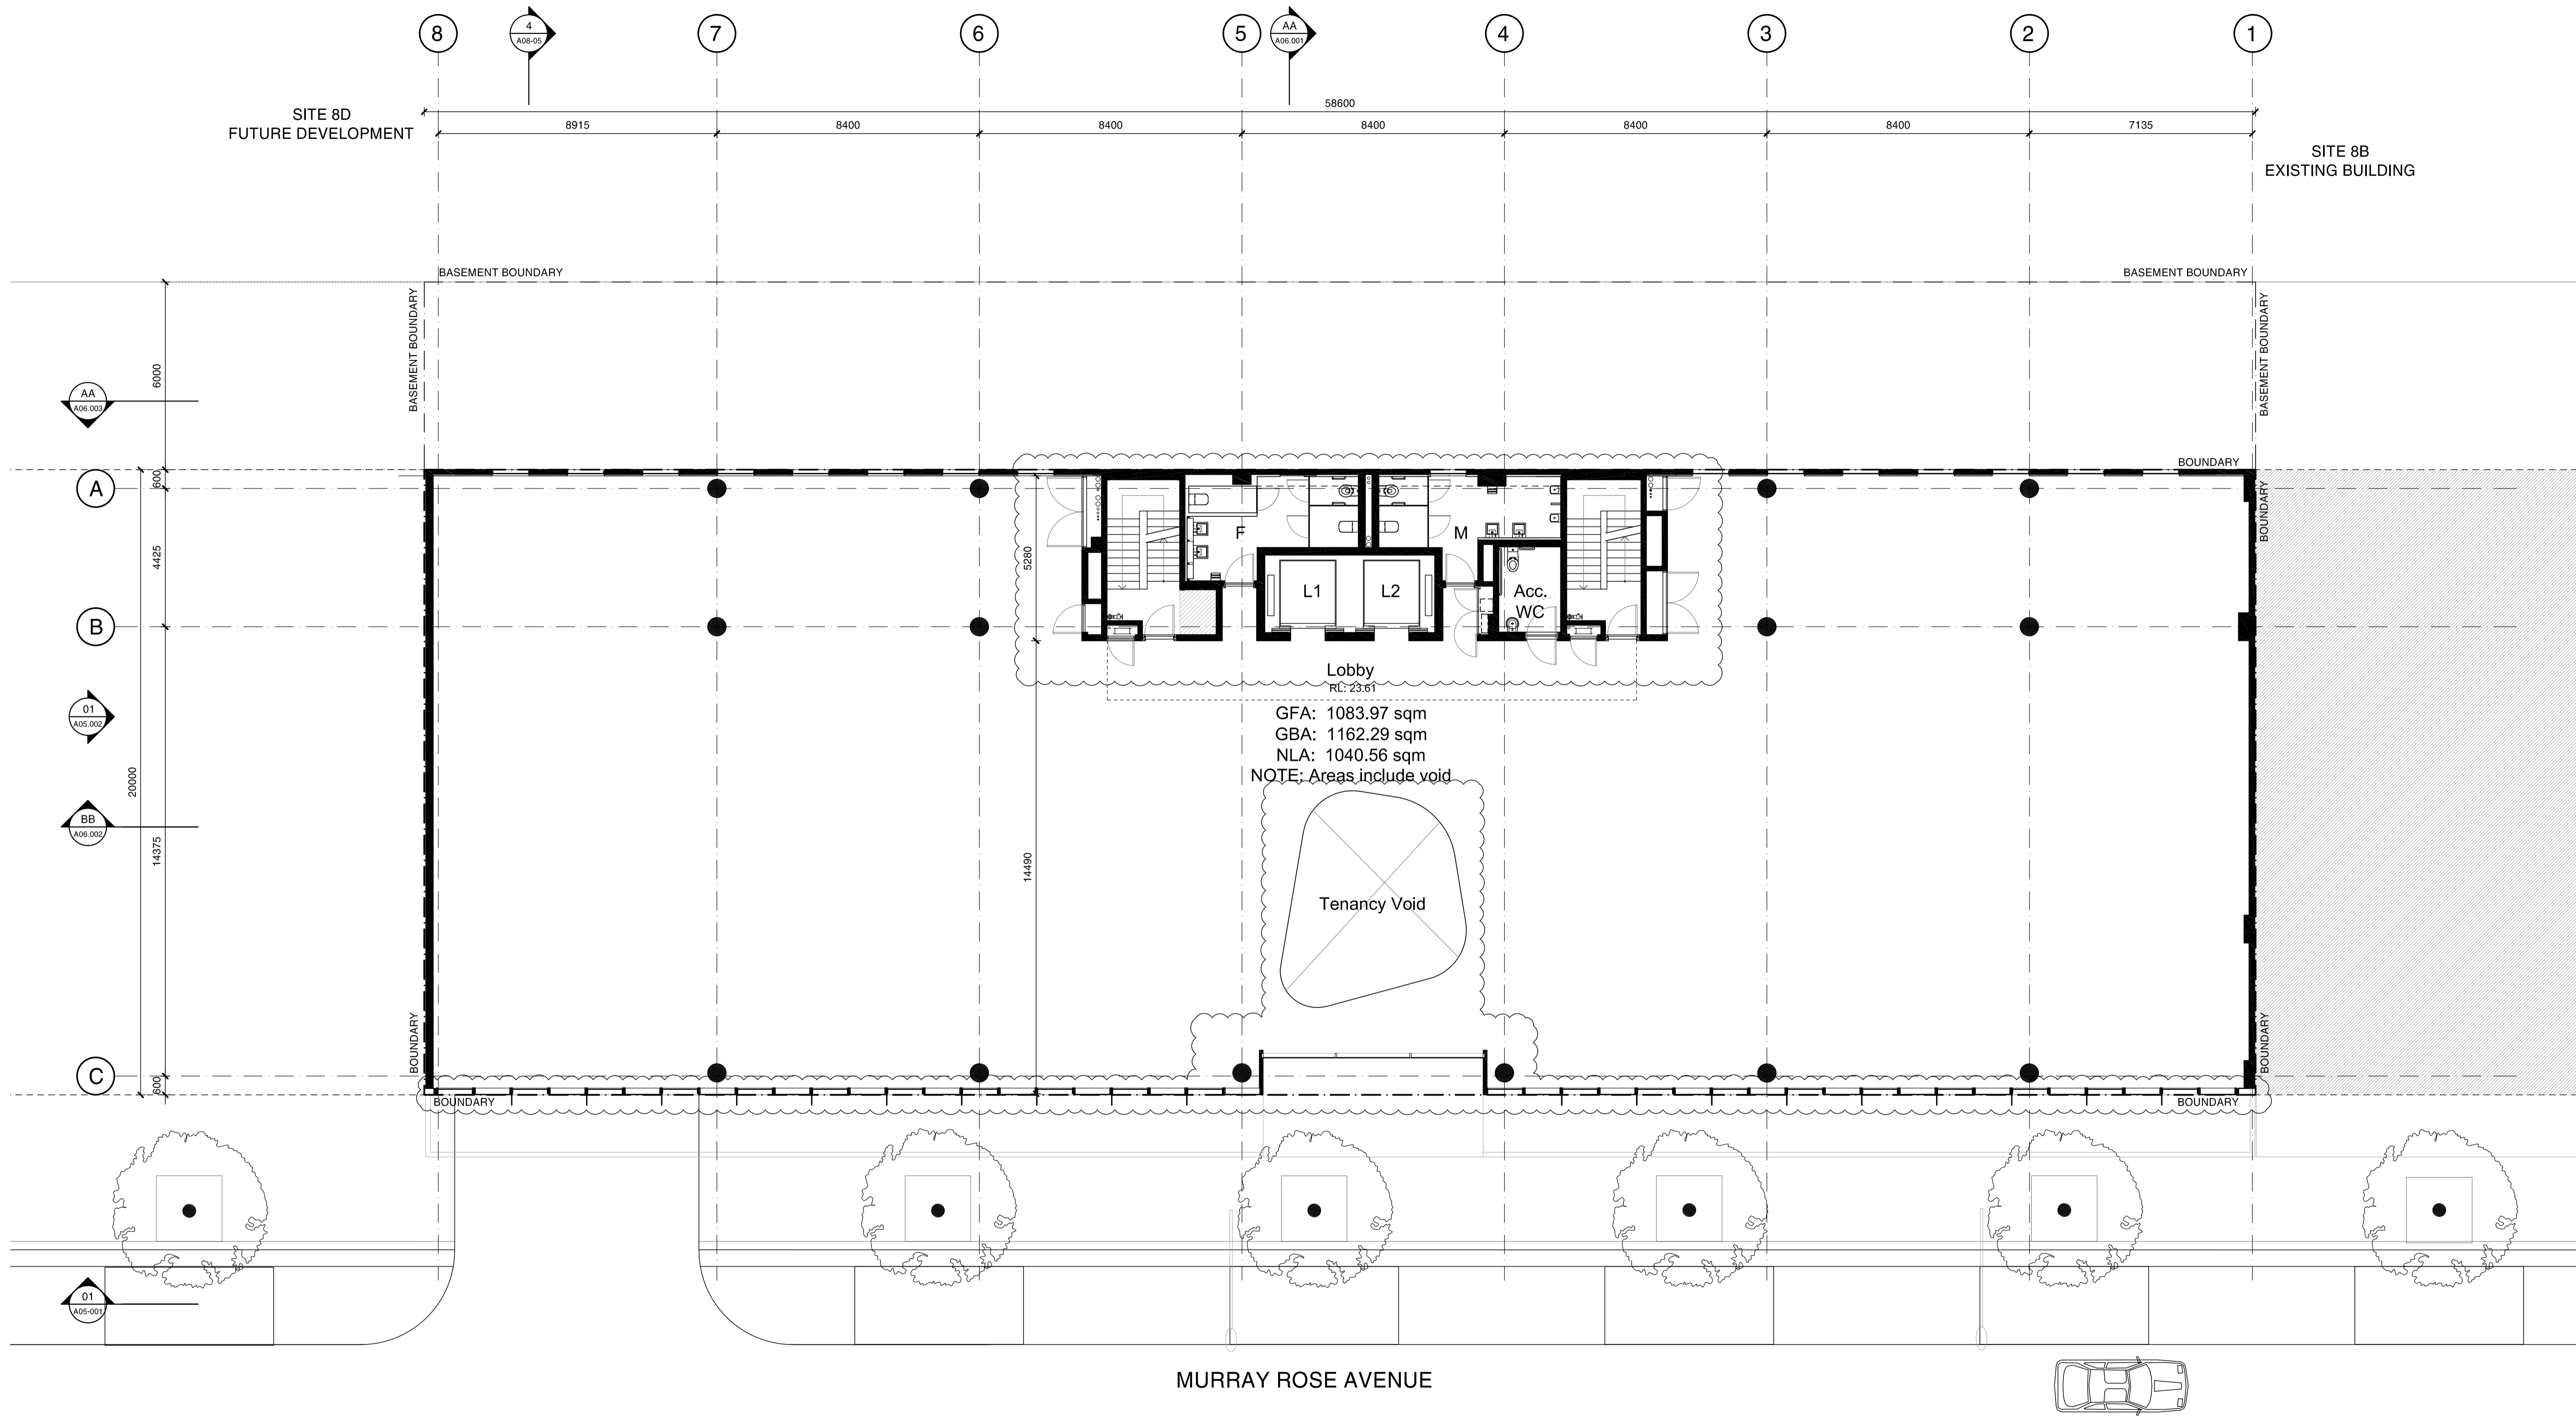 8
4
A08-05
7
6
5
AA
A06.001
4
3
2
1
58600
SITE 8D
FUTURE DEVELOPMENT
8915
8400
8400
8400
8400
8400
7135
SITE 8B
EXISTING BUILDING
BASEMENT BOUNDARY
BASEMENT BOUNDARY
BASEMENT BOUNDARY
BASEMENT BOUNDARY
6000
AA
A06.003
BOUNDARY
600
A
BOUNDARY
4425
5280
F
M
L1
L2
Acc.
WC
B
Lobby
RL: 23.61
01
A05.002
GFA: 1083.97 sqm
GBA: 1162.29 sqm
NLA: 1040.56 sqm
NOTE: Areas include void
20000
BB
A06.002
14375
14490
Tenancy Void
BOUNDARY
BOUNDARY
C
600
BOUNDARY
BOUNDARY
01
A05-001
MURRAY ROSE AVENUE